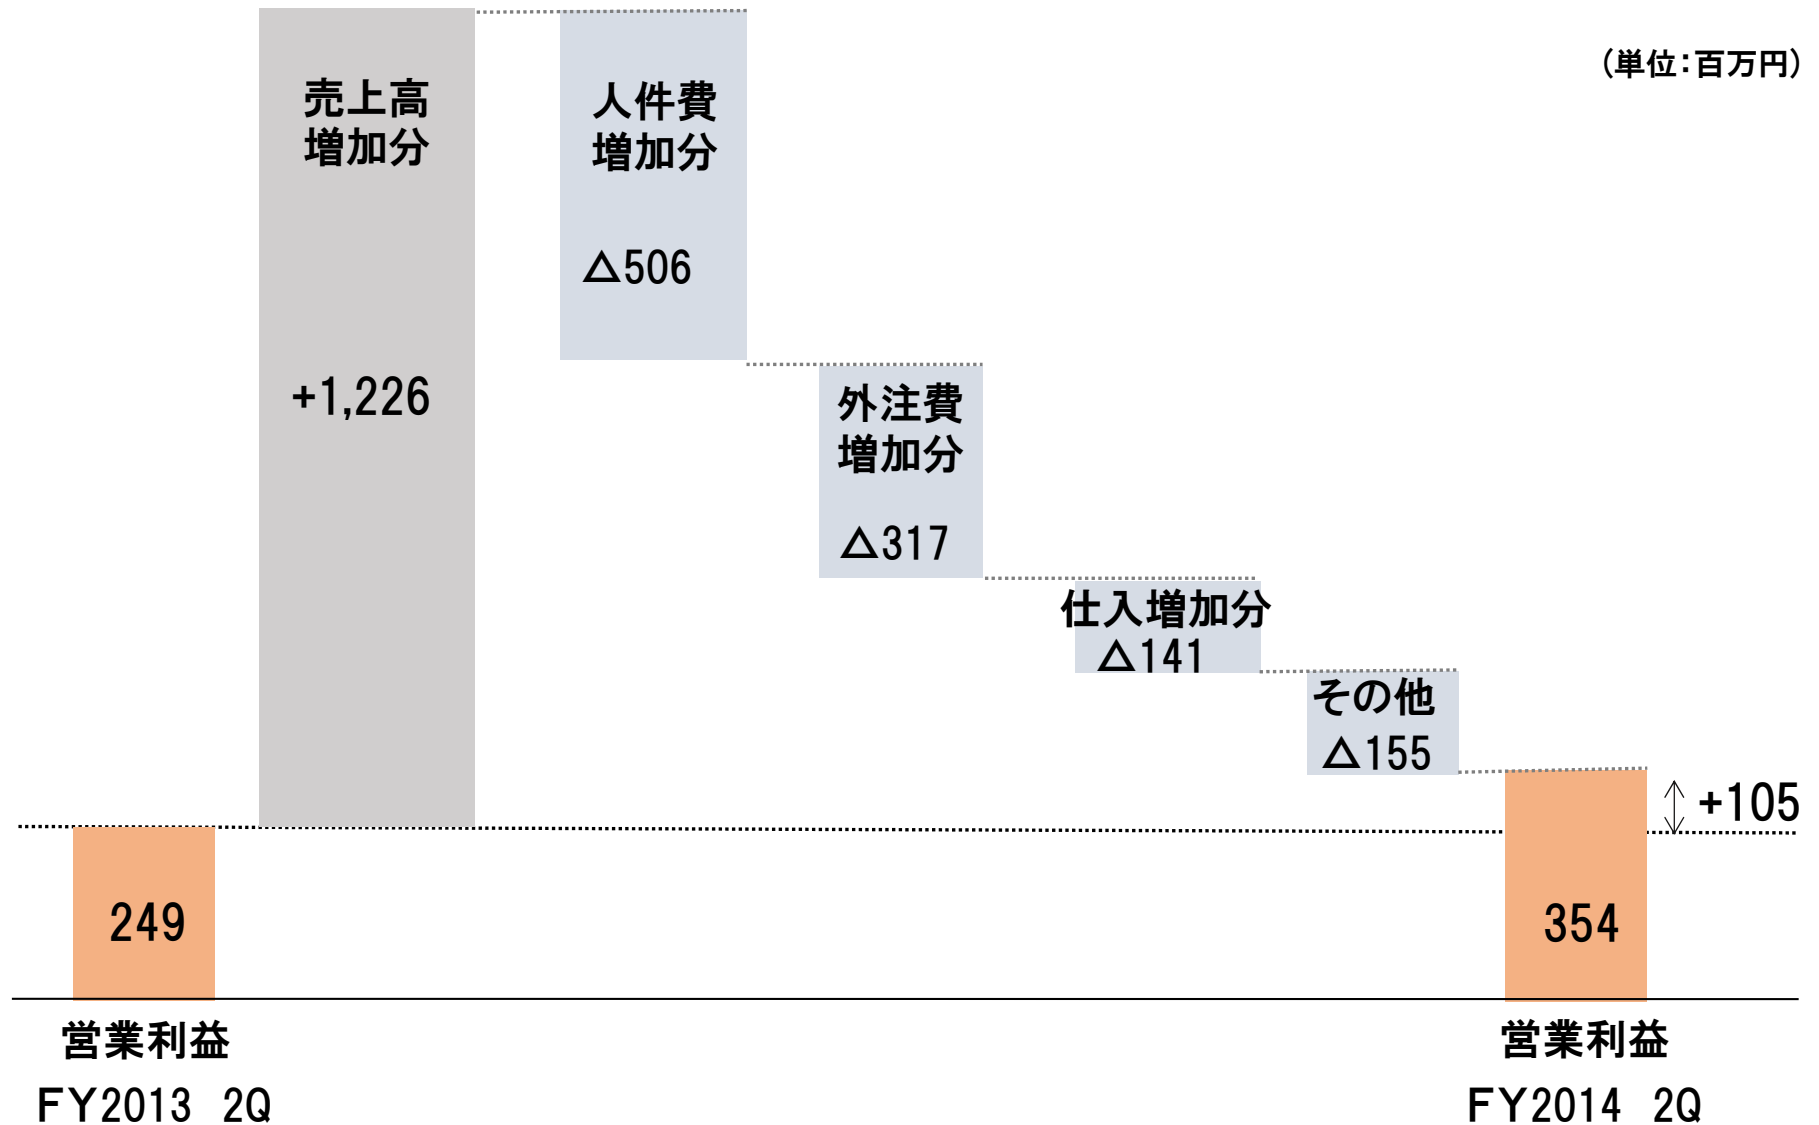 （単位：百万円）
売上高
増加分
+1,226
人件費
増加分
△506
外注費
増加分
△317
仕入増加分
△141
その他
△155
+105
249
354
営業利益
ＦＹ2013　2Q
営業利益
ＦＹ2014　2Q